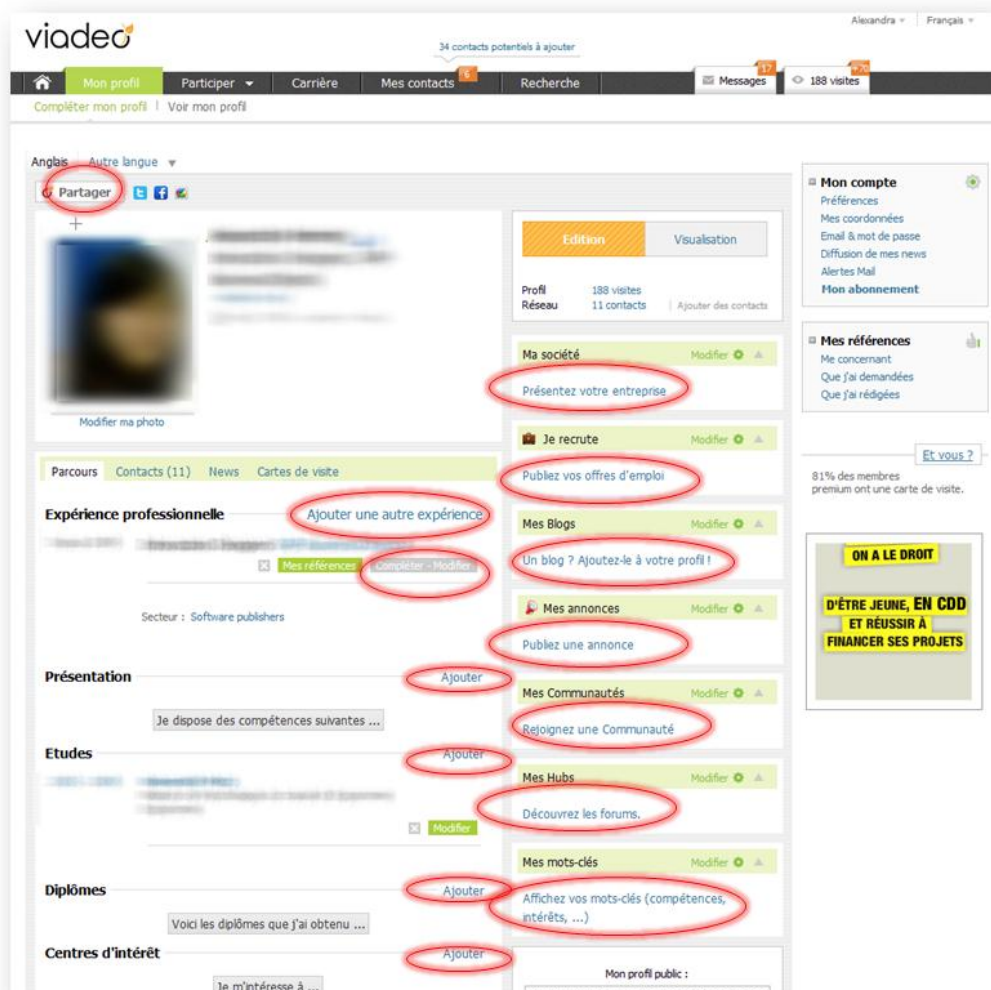 viadeo
Alexandra
Français
34 contacts potentiels à ajouter
Mon profil
Participer
Carrière
Mes contacts
6
Recherche
Messages
17
188 visites
+70
Compléter mon profil
Voir mon profil
Anglais
Autre langue
Partager
Modifier ma photo
Parcours
Contacts (11)
News
Cartes de visite
Expérience professionnelle
Ajouter une autre expérience
Mes références
Compléter - Modifier
Secteur : Software publishers
Présentation
Ajouter
Je dispose des compétences suivantes ...
Etudes
Ajouter
Modifier
Diplômes
Ajouter
Voici les diplômes que j'ai obtenu ...
Centres d'intérêt
Ajouter
Je m'intéresse à ...
Edition
Visualisation
Profil 188 visites
Réseau 11 contacts
Ajouter des contacts
Ma société
Modifier
Présentez votre entreprise
Je recrute
Modifier
Publiez vos offres d'emploi
Mes Blogs
Modifier
Un blog ? Ajoutez-le à votre profil !
Mes annonces
Modifier
Publiez une annonce
Mes Communautés
Modifier
Rejoignez une Communauté
Mes Hubs
Modifier
Découvrez les forums.
Mes mots-clés
Modifier
Affichez vos mots-clés (compétences,
intérêts, ...)
Mon profil public :
Mon compte
Préférences
Mes coordonnées
Email & mot de passe
Diffusion de mes news
Alertes Mail
Mon abonnement
Mes références
Me concernant
Que j'ai demandées
Que j'ai rédigées
Et vous ?
81% des membres
premium ont une carte de visite.
ON A LE DROIT
D'ÊTRE JEUNE, EN CDD
ET RÉUSSIR À
FINANCER SES PROJETS